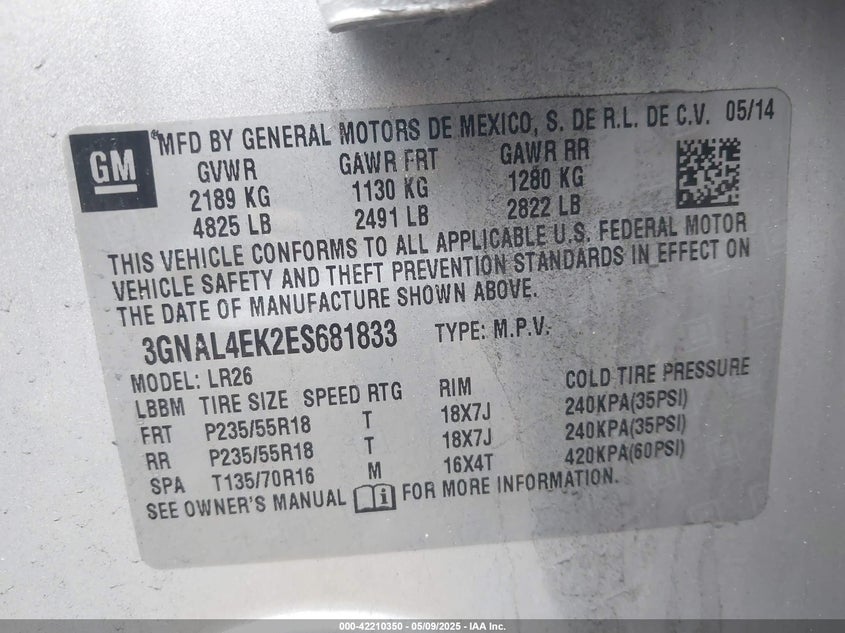 GM
®MFD BY GENERAL MOTORS DE MEXICO, S. DE R.L. DE C.V. 05/14
GVWR GAWR FRT GAWR RR
2189 KG 1130 KG 1280 KG
4825 LB 2491 LB 2822 LB
THIS VEHICLE CONFORMS TO ALL APPLICABLE U.S. FEDERAL MOTOR
VEHICLE SAFETY AND THEFT PREVENTION STANDARDS IN EFFECT ON
THE DATE OF MANUFACTURE SHOWN ABOVE.
3GNAL4EK2ES681833 TYPE: M.P.V.
MODEL: LR26
LBBM TIRE SIZE SPEED RTG RIM COLD TIRE PRESSURE
FRT P235/55R18 T 18X7J 240KPA(35PSI)
RR P235/55R18 T 18X7J 240KPA(35PSI)
SPA T135/70R16 M 16X4T 420KPA(60PSI)
SEE OWNER'S MANUAL i FOR MORE INFORMATION.
000-42210350 - 05/09/2025 - IAA Inc.